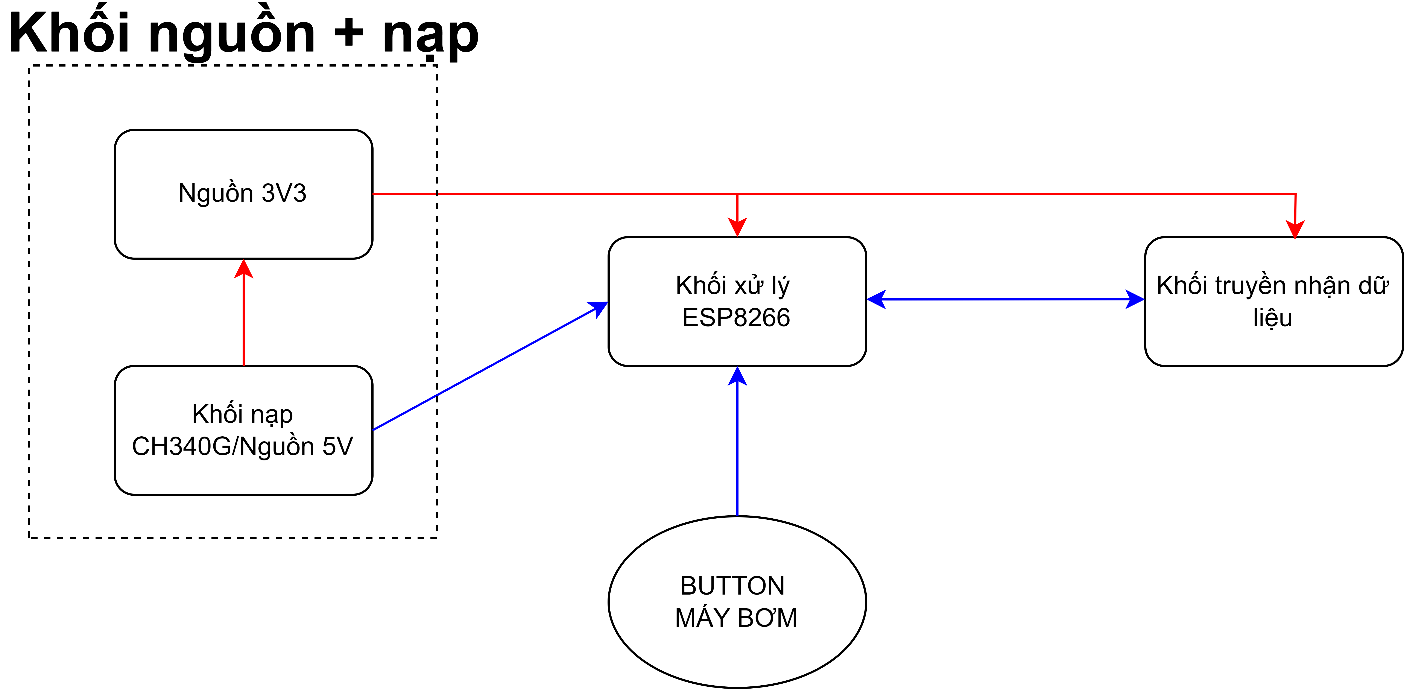 Khối nguồn + nạp
Nguồn 3V3
Khối xử lý
ESP8266
Khối truyền nhận dữ
liệu
Khối nạp
CH340G/Nguồn 5V
BUTTON
MÁY BƠM